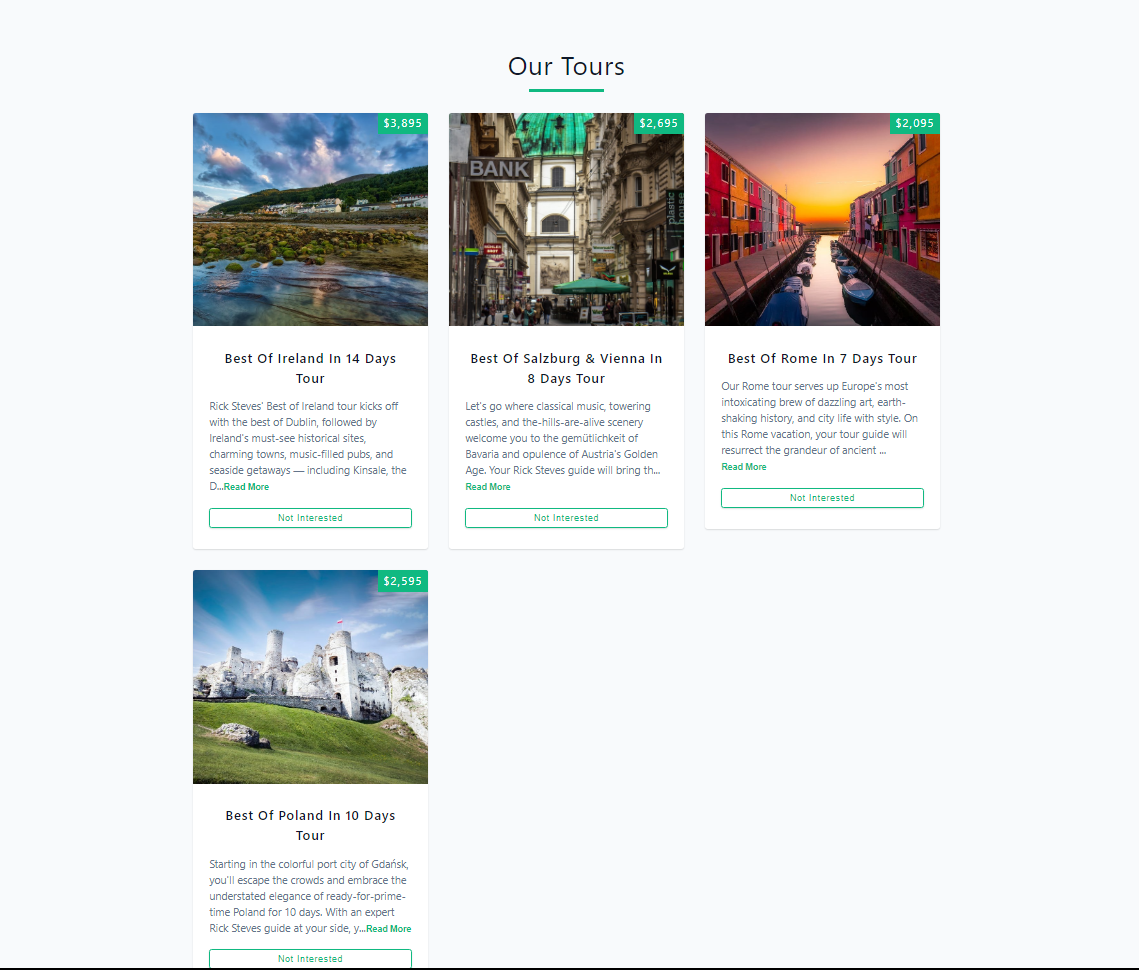 Our Tours
$3,895
BANK
plastic
house
$2,695
$2,095
Best Of Ireland In 14 Days
Tour
Rick Steves' Best of Ireland tour kicks off
with the best of Dublin, followed by
Ireland's must-see historical sites,
charming towns, music-filled pubs, and
seaside getaways — including Kinsale, the
D...Read More
Not Interested
Best Of Salzburg & Vienna In
8 Days Tour
Let's go where classical music, towering
castles, and the-hills-are-alive scenery
welcome you to the gemütlichkeit of
Bavaria and opulence of Austria's Golden
Age. Your Rick Steves guide will bring th...
Read More
Not Interested
Best Of Rome In 7 Days Tour
Our Rome tour serves up Europe's most
intoxicating brew of dazzling art, earth-
shaking history, and city life with style. On
this Rome vacation, your tour guide will
resurrect the grandeur of ancient ...
Read More
Not Interested
$2,595
Best Of Poland In 10 Days
Tour
Starting in the colorful port city of Gdańsk,
you'll escape the crowds and embrace the
understated elegance of ready-for-prime-
time Poland for 10 days. With an expert
Rick Steves guide at your side, y...Read More
Not Interested